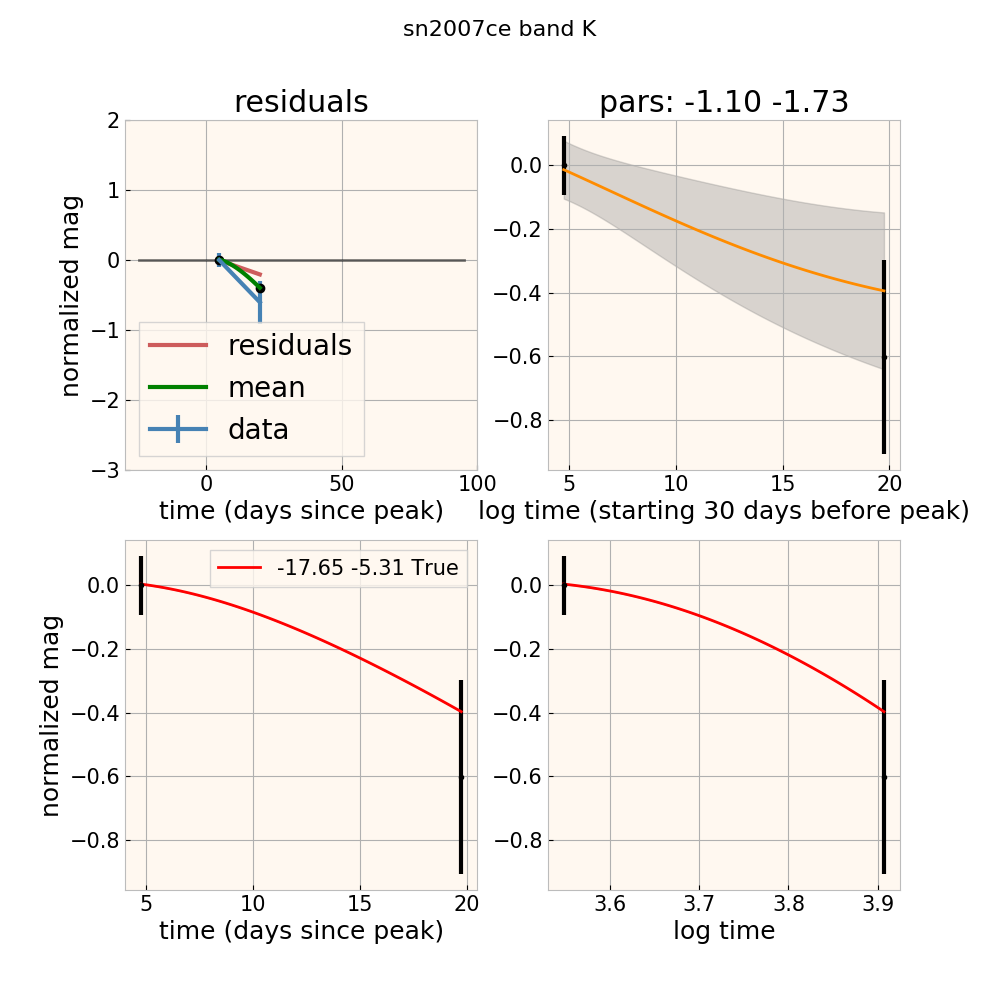 sn2007ce band K
residuals
pars: -1.10 -1.73
2
1
0
−1
−2
−3
normalized mag
residuals
mean
data
0
50
100
time (days since peak)
0.0
−0.2
−0.4
−0.6
−0.8
5
10
15
20
log time (starting 30 days before peak)
0.0
−0.2
−0.4
−0.6
−0.8
normalized mag
-17.65 -5.31 True
5
10
15
20
time (days since peak)
0.0
−0.2
−0.4
−0.6
−0.8
3.6
3.7
3.8
3.9
log time